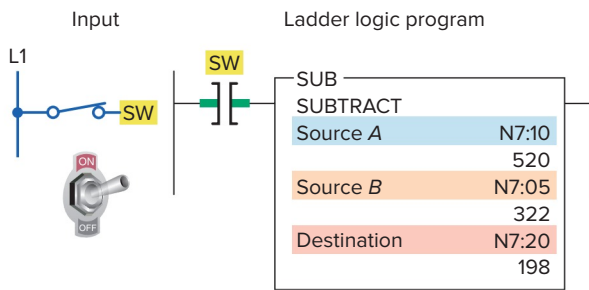 Input
Ladder logic program
L1
SW
SW
ON
OFF
SUB
SUBTRACT
Source A N7:10
520
Source B N7:05
322
Destination N7:20
198